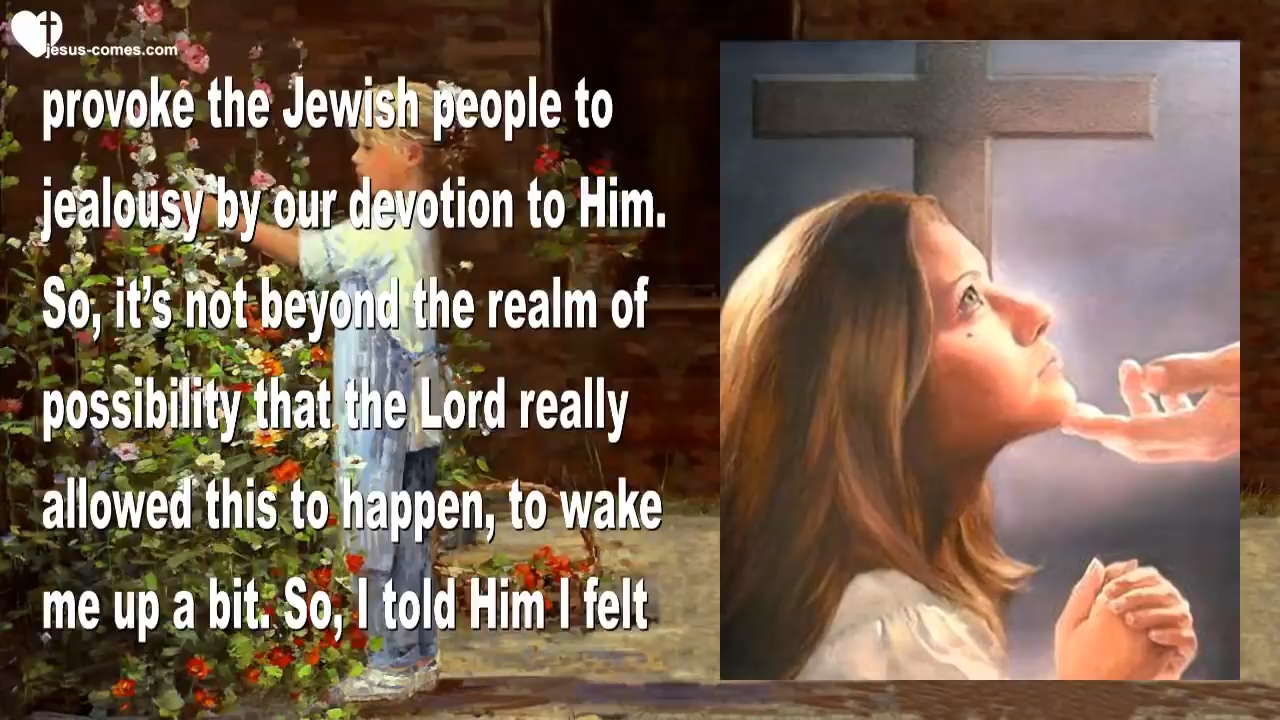 jesus-comes.com
provoke the Jewish people to
jealousy by our devotion to Him.
So, it's not beyond the realm of
possibility that the Lord really
allowed this to happen, to wake
me up a bit. So, I told Him I felt